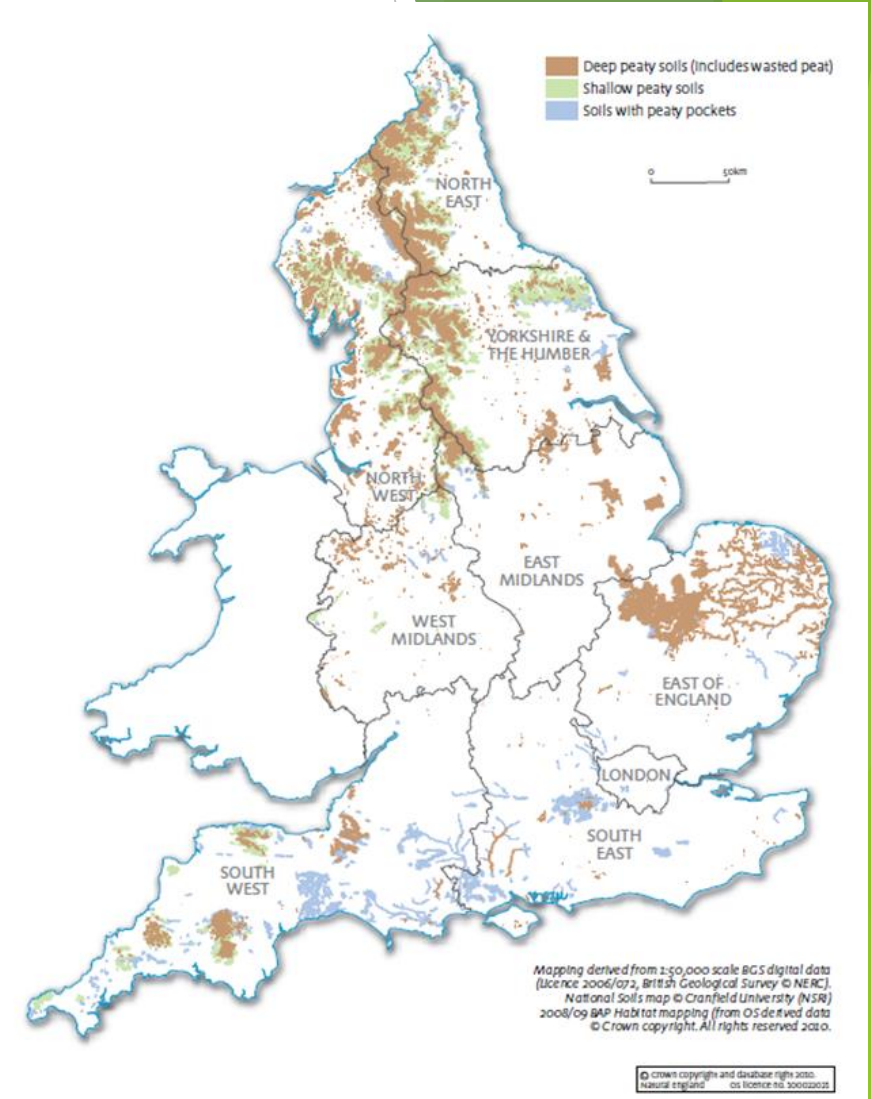 Deep peaty soils (includes wasted peat)
Shallow peaty soils
Soils with peaty pockets
0 50km
NORTH
EAST
YORKSHIRE &
THE HUMBER
NORTH
WEST
EAST
MIDLANDS
WEST
MIDLANDS
EAST OF
ENGLAND
LONDON
SOUTH
EAST
SOUTH
WEST
Mapping derived from 1:50,000 scale BGS digital data
(Licence 2006/072, British Geological Survey © NERC).
National Soils map © Cranfield University (NSRI)
2008/09 BAP Habitat mapping (from OS derived data
© Crown copyright. All rights reserved 2010.
© Crown copyright and database right 2010.
Natural England OS licence no. 100022021